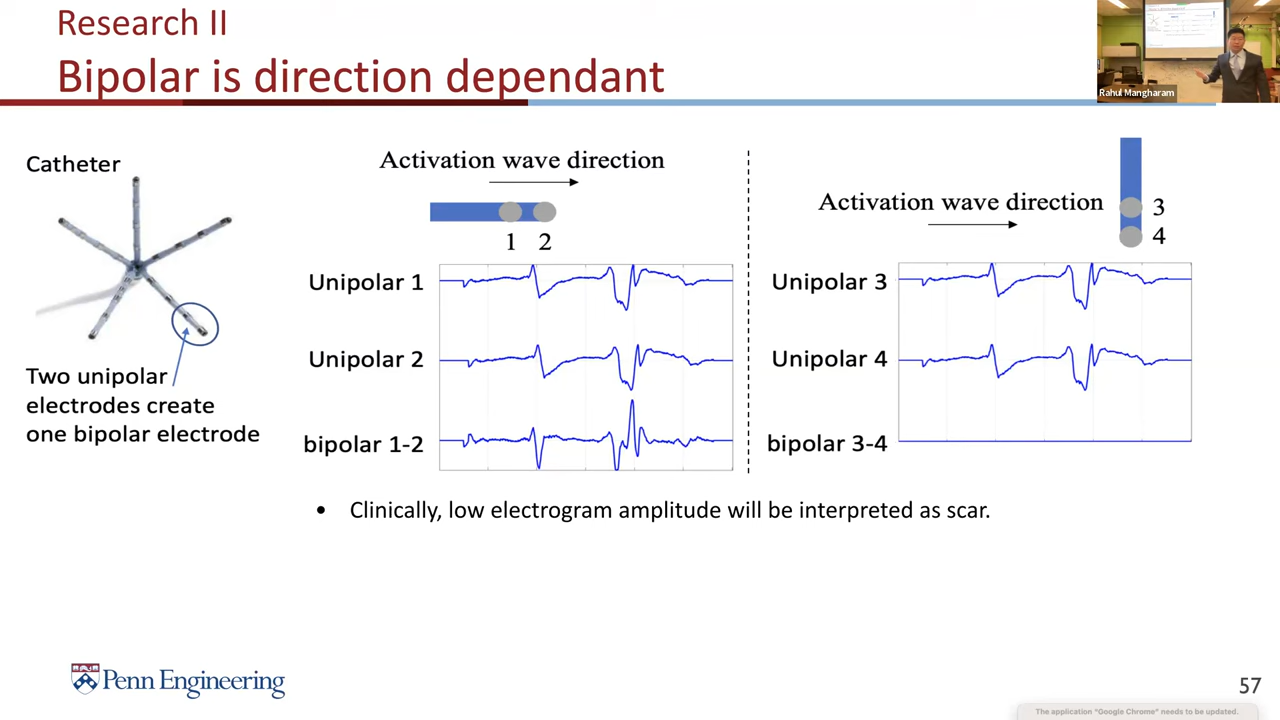 Research II
Bipolar is direction dependant
Rahul Mangharam
Catheter
Two unipolar
electrodes create
one bipolar electrode
Activation wave direction
1 2
Unipolar 1
Unipolar 2
bipolar 1-2
Activation wave direction
3
4
Unipolar 3
Unipolar 4
bipolar 3-4
• Clinically, low electrogram amplitude will be interpreted as scar.
Penn Engineering
57
The application "Google Chrome" needs to be updated.